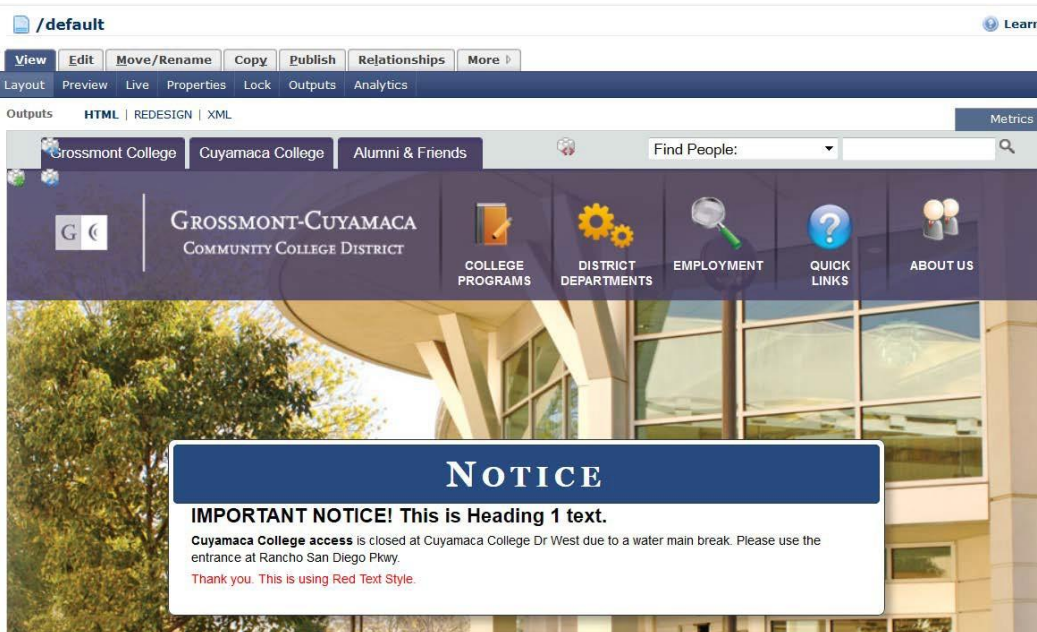 /default
Learn
View Edit Move/Rename Copy Publish Relationships More
Layout Preview Live Properties Lock Outputs Analytics
Outputs HTML | REDESIGN | XML
Metrics
Grossmont College Cuyamaca College Alumni & Friends Find People:
G C
GROSSMONT-CUYAMACA
COMMUNITY COLLEGE DISTRICT
COLLEGE
PROGRAMS
DISTRICT
DEPARTMENTS
EMPLOYMENT
QUICK
LINKS
ABOUT US
NOTICE
IMPORTANT NOTICE! This is Heading 1 text.
Cuyamaca College access is closed at Cuyamaca College Dr West due to a water main break. Please use the
entrance at Rancho San Diego Pkwy.
Thank you. This is using Red Text Style.